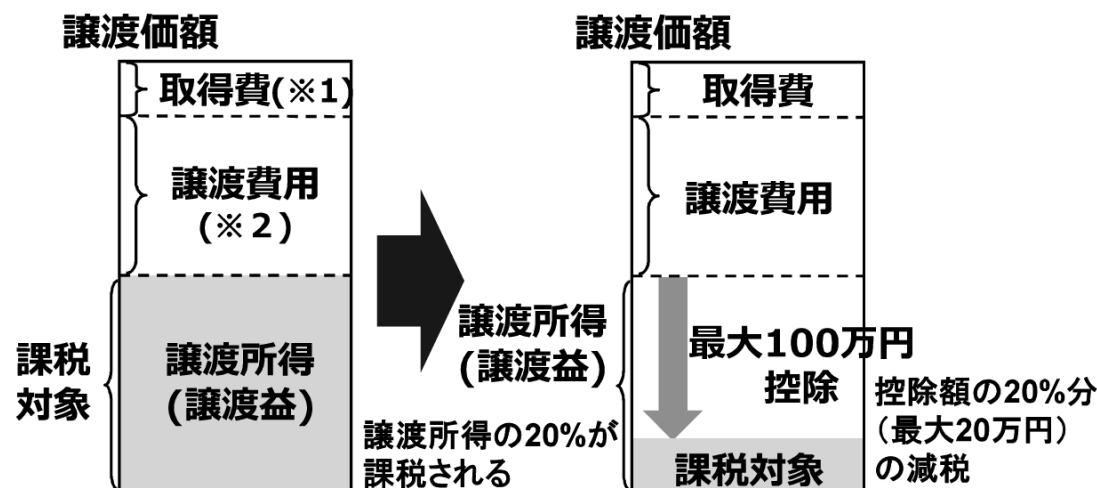 譲渡価額
取得費(※1)
譲渡費用
(※２)
課税
対象
譲渡所得
(譲渡益)
譲渡所得の20%が
課税される
譲渡価額
取得費
譲渡費用
譲渡所得
(譲渡益)
最大100万円
控除
課税対象
控除額の20%分
（最大20万円）
の減税